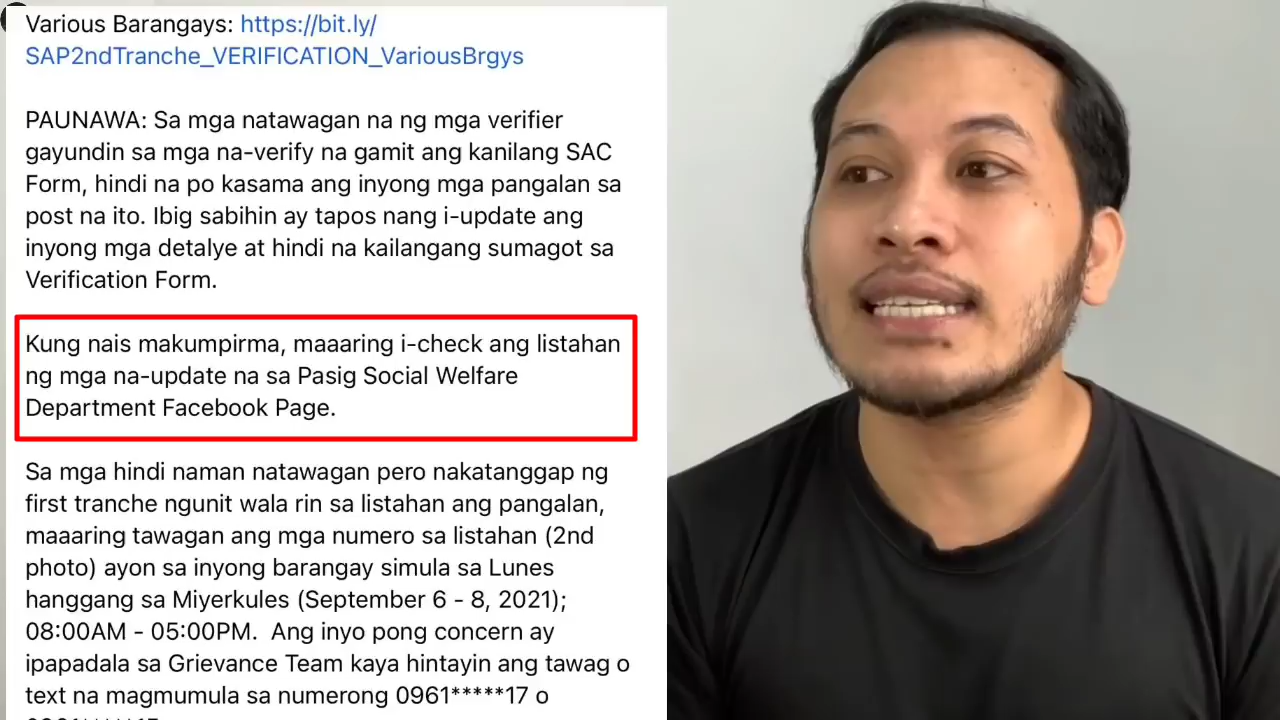 Various Barangays: https://bit.ly/
SAP2ndTranche_VERIFICATION_VariousBrgys
PAUNAWA: Sa mga natawagan na ng mga verifier
gayundin sa mga na-verify na gamit ang kanilang SAC
Form, hindi na po kasama ang inyong mga pangalan sa
post na ito. Ibig sabihin ay tapos nang i-update ang
inyong mga detalye at hindi na kailangang sumagot sa
Verification Form.
Kung nais makumpirma, maaaring i-check ang listahan
ng mga na-update na sa Pasig Social Welfare
Department Facebook Page.
Sa mga hindi naman natawagan pero nakatanggap ng
first tranche ngunit wala rin sa listahan ang pangalan,
maaaring tawagan ang mga numero sa listahan (2nd
photo) ayon sa inyong barangay simula sa Lunes
hanggang sa Miyerkules (September 6 - 8, 2021);
08:00AM - 05:00PM.  Ang inyo pong concern ay
ipapadala sa Grievance Team kaya hintayin ang tawag o
text na magmumula sa numerong 0961*****17 o